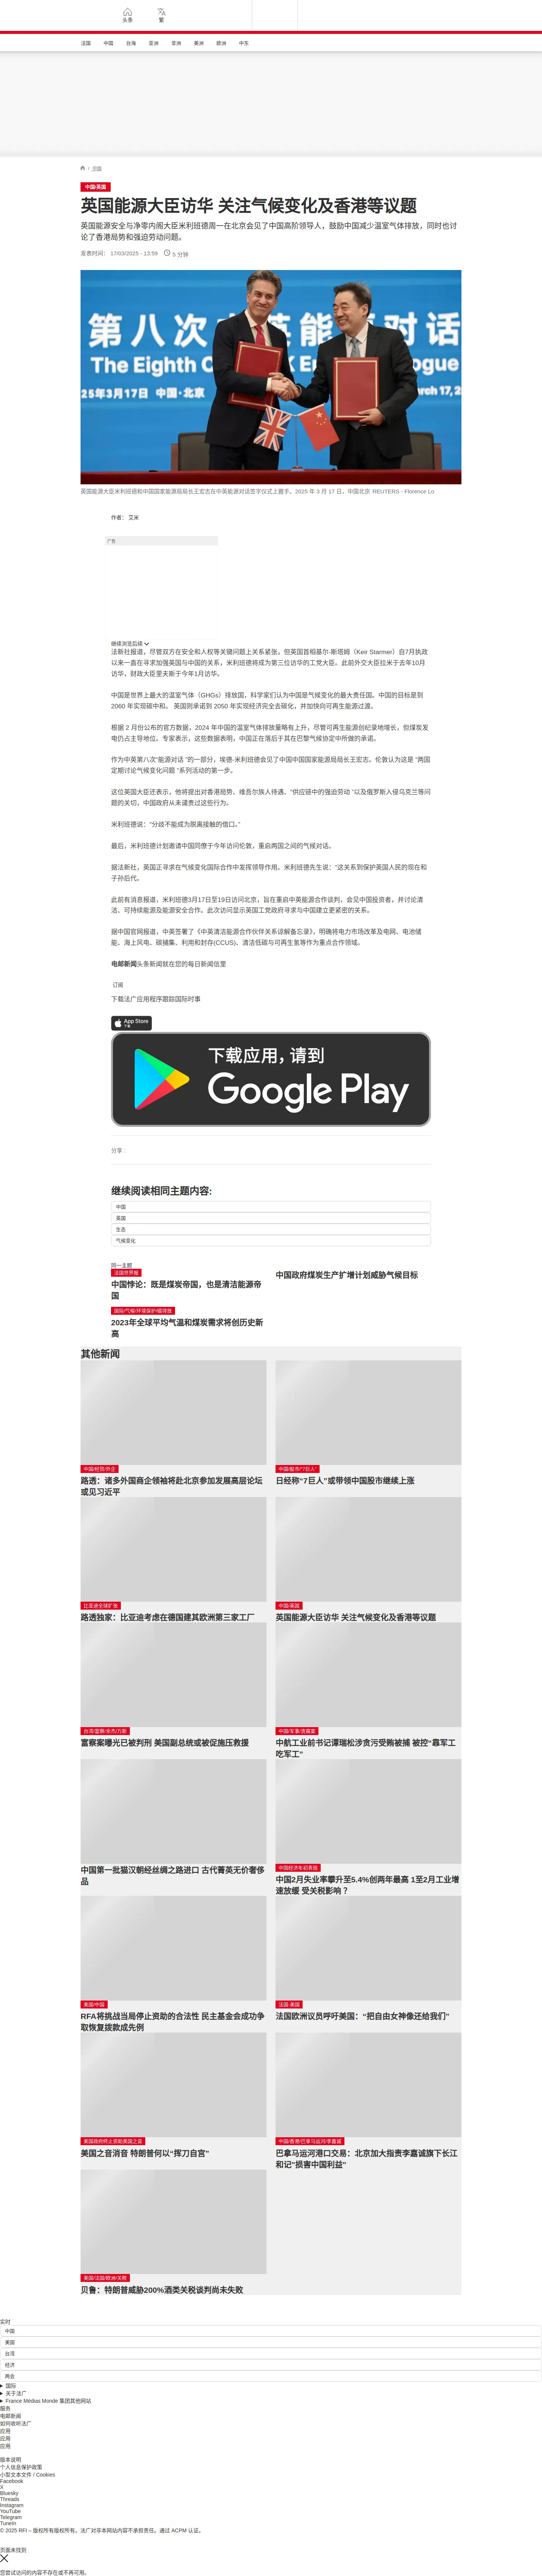 头条
繁
法国
中国
台海
亚洲
非洲
美洲
欧洲
中东
/ 中国
中国/英国
英国能源大臣访华 关注气候变化及香港等议题
英国能源安全与净零内阁大臣米利班德周一在北京会见了中国高阶领导人，鼓励中国减少温室气体排放，同时也讨
论了香港局势和强迫劳动问题。
发表时间： 17/03/2025 - 13:59
5 分钟
The Eighth C
25年3月17日 · 中国·北京
March 17, 2
英国能源大臣米利班德和中国国家能源局局长王宏志在中英能源对话签字仪式上握手。2025 年 3 月 17 日，中国北京 REUTERS - Florence Lo
作者： 艾米
广告
继续浏览后续
法新社报道，尽管双方在安全和人权等关键问题上关系紧张，但英国首相基尔-斯塔姆（Keir Starmer）自7月执政
以来一直在寻求加强英国与中国的关系，米利班德将成为第三位访华的工党大臣。此前外交大臣拉米于去年10月
访华，财政大臣里夫斯于今年1月访华。
中国是世界上最大的温室气体（GHGs）排放国，科学家们认为中国是气候变化的最大责任国。中国的目标是到
2060 年实现碳中和。 英国则承诺到 2050 年实现经济完全去碳化，并加快向可再生能源过渡。
根据 2 月份公布的官方数据，2024 年中国的温室气体排放量略有上升，尽管可再生能源创纪录地增长，但煤炭发
电仍占主导地位。专家表示，这些数据表明，中国正在落后于其在巴黎气候协定中所做的承诺。
作为中英第八次“能源对话 ”的一部分，埃德-米利班德会见了中国中国国家能源局局长王宏志。伦敦认为这是 “两国
定期讨论气候变化问题 ”系列活动的第一步。
这位英国大臣还表示，他将提出对香港局势、维吾尔族人待遇、“供应链中的强迫劳动 ”以及俄罗斯入侵乌克兰等问
题的关切，中国政府从未谴责过这些行为。
米利班德说：“分歧不能成为脱离接触的借口。”
最后，米利班德计划邀请中国同僚于今年访问伦敦，重启两国之间的气候对话。
据法新社，英国正寻求在气候变化国际合作中发挥领导作用。米利班德先生说：“这关系到保护英国人民的现在和
子孙后代。
此前有消息报道，米利班德3月17日至19日访问北京，旨在重启中英能源合作谈判，会见中国投资者，并讨论清
洁、可持续能源及能源安全合作。此次访问显示英国工党政府寻求与中国建立更紧密的关系。
据中国官网报道，中英签署了《中英清洁能源合作伙伴关系谅解备忘录》，明确将电力市场改革及电网、电池储
能、海上风电、碳捕集、利用和封存(CCUS)、清洁低碳与可再生氢等作为重点合作领域。
电邮新闻头条新闻就在您的每日新闻信里
订阅
下载法广应用程序跟踪国际时事
App Store
下载
下载应用，请到
Google Play
分享 :
继续阅读相同主题内容:
中国
英国
生态
气候变化
同一主题
法国世界报
中国悖论：既是煤炭帝国，也是清洁能源帝
国
中国政府煤炭生产扩增计划威胁气候目标
国际/气候/环境保护/碳排放
2023年全球平均气温和煤炭需求将创历史新
高
其他新闻
中国/经贸/外企
路透：诸多外国商企领袖将赴北京参加发展高层论坛
或见习近平
中国/股市/“7巨人”
日经称“7巨人”或带领中国股市继续上涨
比亚迪全球扩张
路透独家：比亚迪考虑在德国建其欧洲第三家工厂
中国/英国
英国能源大臣访华 关注气候变化及香港等议题
台湾/富察/余杰/万斯
富察案曝光已被判刑 美国副总统或被促施压救援
中国/军事/贪腐案
中航工业前书记谭瑞松涉贪污受贿被捕 被控“靠军工
吃军工”
中国第一批猫汉朝经丝绸之路进口 古代菁英无价奢侈
品
中国经济年初表现
中国2月失业率攀升至5.4%创两年最高 1至2月工业增
速放缓 受关税影响？
美国/中国
RFA将挑战当局停止资助的合法性 民主基金会成功争
取恢复拨款成先例
法国·美国
法国欧洲议员呼吁美国：“把自由女神像还给我们”
美国政府终止资助美国之音
美国之音消音 特朗普何以“挥刀自宫”
中国/香港/巴拿马运河/李嘉诚
巴拿马运河港口交易：北京加大指责李嘉诚旗下长江
和记“损害中国利益”
美国/法国/欧洲/关税
贝鲁：特朗普威胁200%酒类关税谈判尚未失败
实时
中国
美国
台湾
经济
两会
国际
关于法广
France Médias Monde 集团其他网站
服务
电邮新闻
如何收听法广
应用
应用
应用
版本说明
个人信息保护政策
小型文本文件 / Cookies
Facebook
X
Bluesky
Threads
Instagram
YouTube
Telegram
TuneIn
© 2025 RFI – 版权所有版权所有。法广对非本网站内容不承担责任。通过 ACPM 认证。
页面未找到
您尝试访问的内容不存在或不再可用。